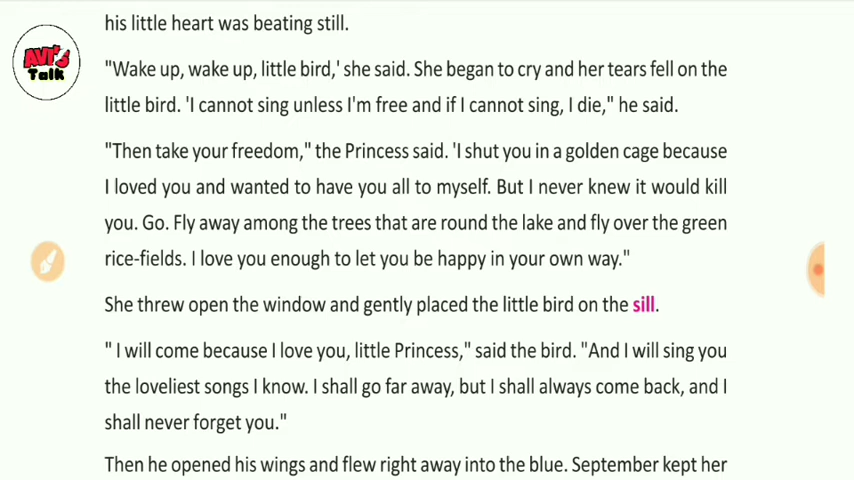 his little heart was beating still.
AVI'S
Talk
"Wake up, wake up, little bird,' she said. She began to cry and her tears fell on the
little bird. 'I cannot sing unless I'm free and if I cannot sing, I die," he said.
"Then take your freedom," the Princess said. 'I shut you in a golden cage because
I loved you and wanted to have you all to myself. But I never knew it would kill
you. Go. Fly away among the trees that are round the lake and fly over the green
rice-fields. I love you enough to let you be happy in your own way."
She threw open the window and gently placed the little bird on the sill.
" I will come because I love you, little Princess," said the bird. "And I will sing you
the loveliest songs I know. I shall go far away, but I shall always come back, and I
shall never forget you."
Then he opened his wings and flew right away into the blue. September kept her